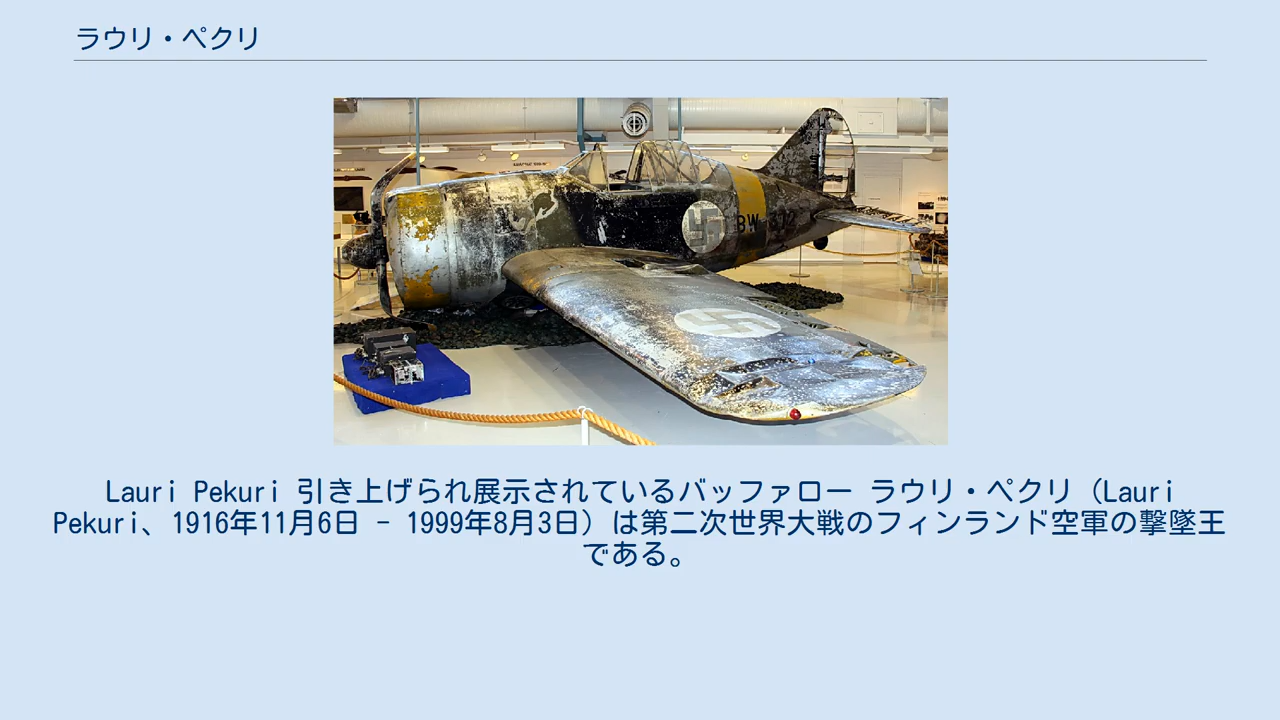 ラウリ・ペクリ
BW-372
Lauri Pekuri 引き上げられ展示されているバッファロー ラウリ・ペクリ（Lauri
Pekuri、1916年11月6日 - 1999年8月3日）は第二次世界大戦のフィンランド空軍の撃墜王
である。